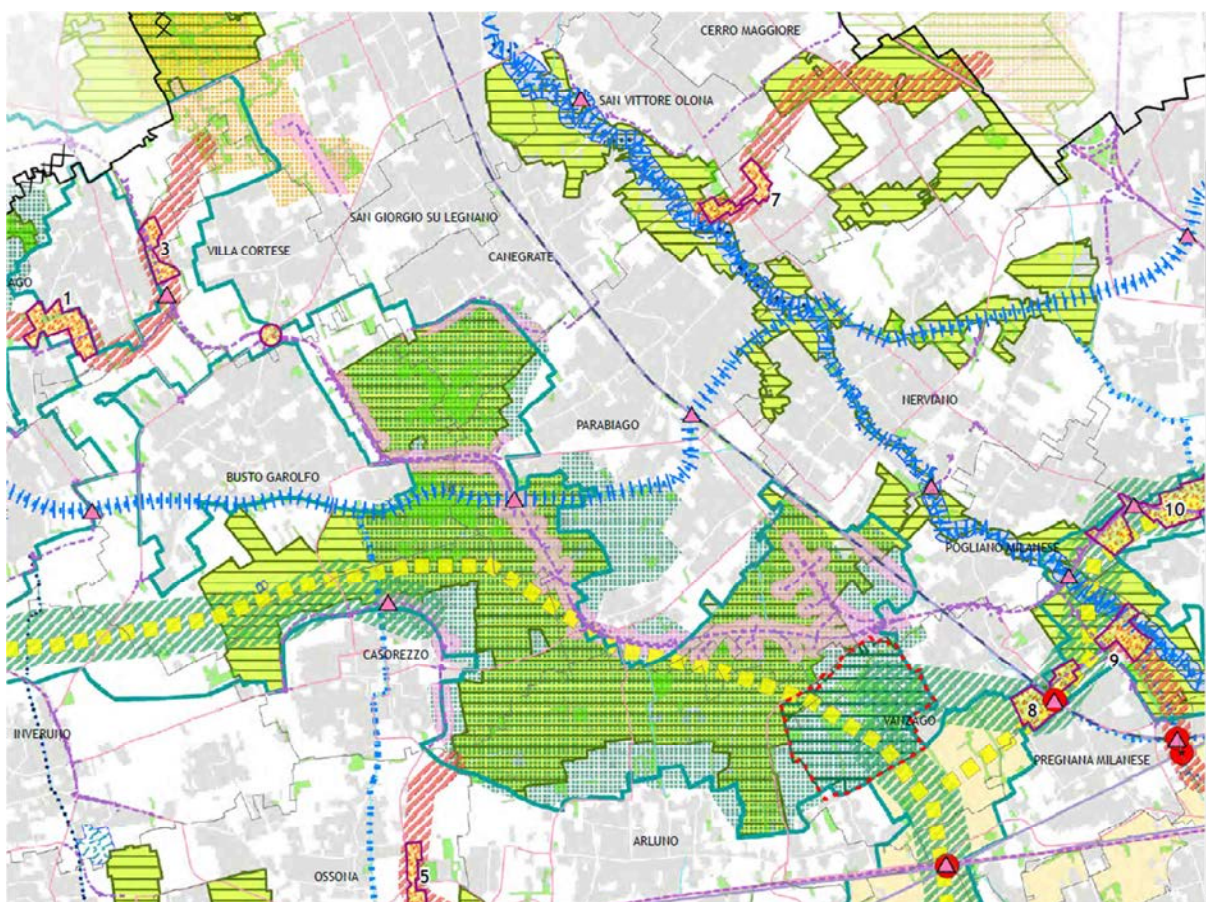 CERRO MAGGIORE
SAN VITTORE OLONA
7
SAN GIORGIO SU LEGNANO
3
VILLA CORTESE
CANEGRATE
AGO
1
NERVIANO
PARABIAGO
BUSTO GAROLFO
10
POGLIANO MILANESE
CASOREZZO
9
8
VANZAGO
INVERUNO
PREGNANA MILANESE
ARLUNO
OSSONA
5